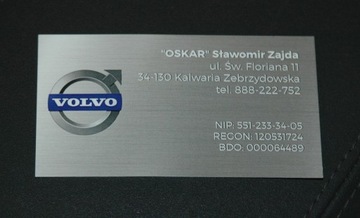 "OSKAR" Sławomir Zajda
ul. Św. Floriana 11
34-130 Kalwaria Zebrzydowska
tel. 888-222-752
VOLVO
NIP: 551-233-34-05
REGON: 120531724
BDO: 000064489